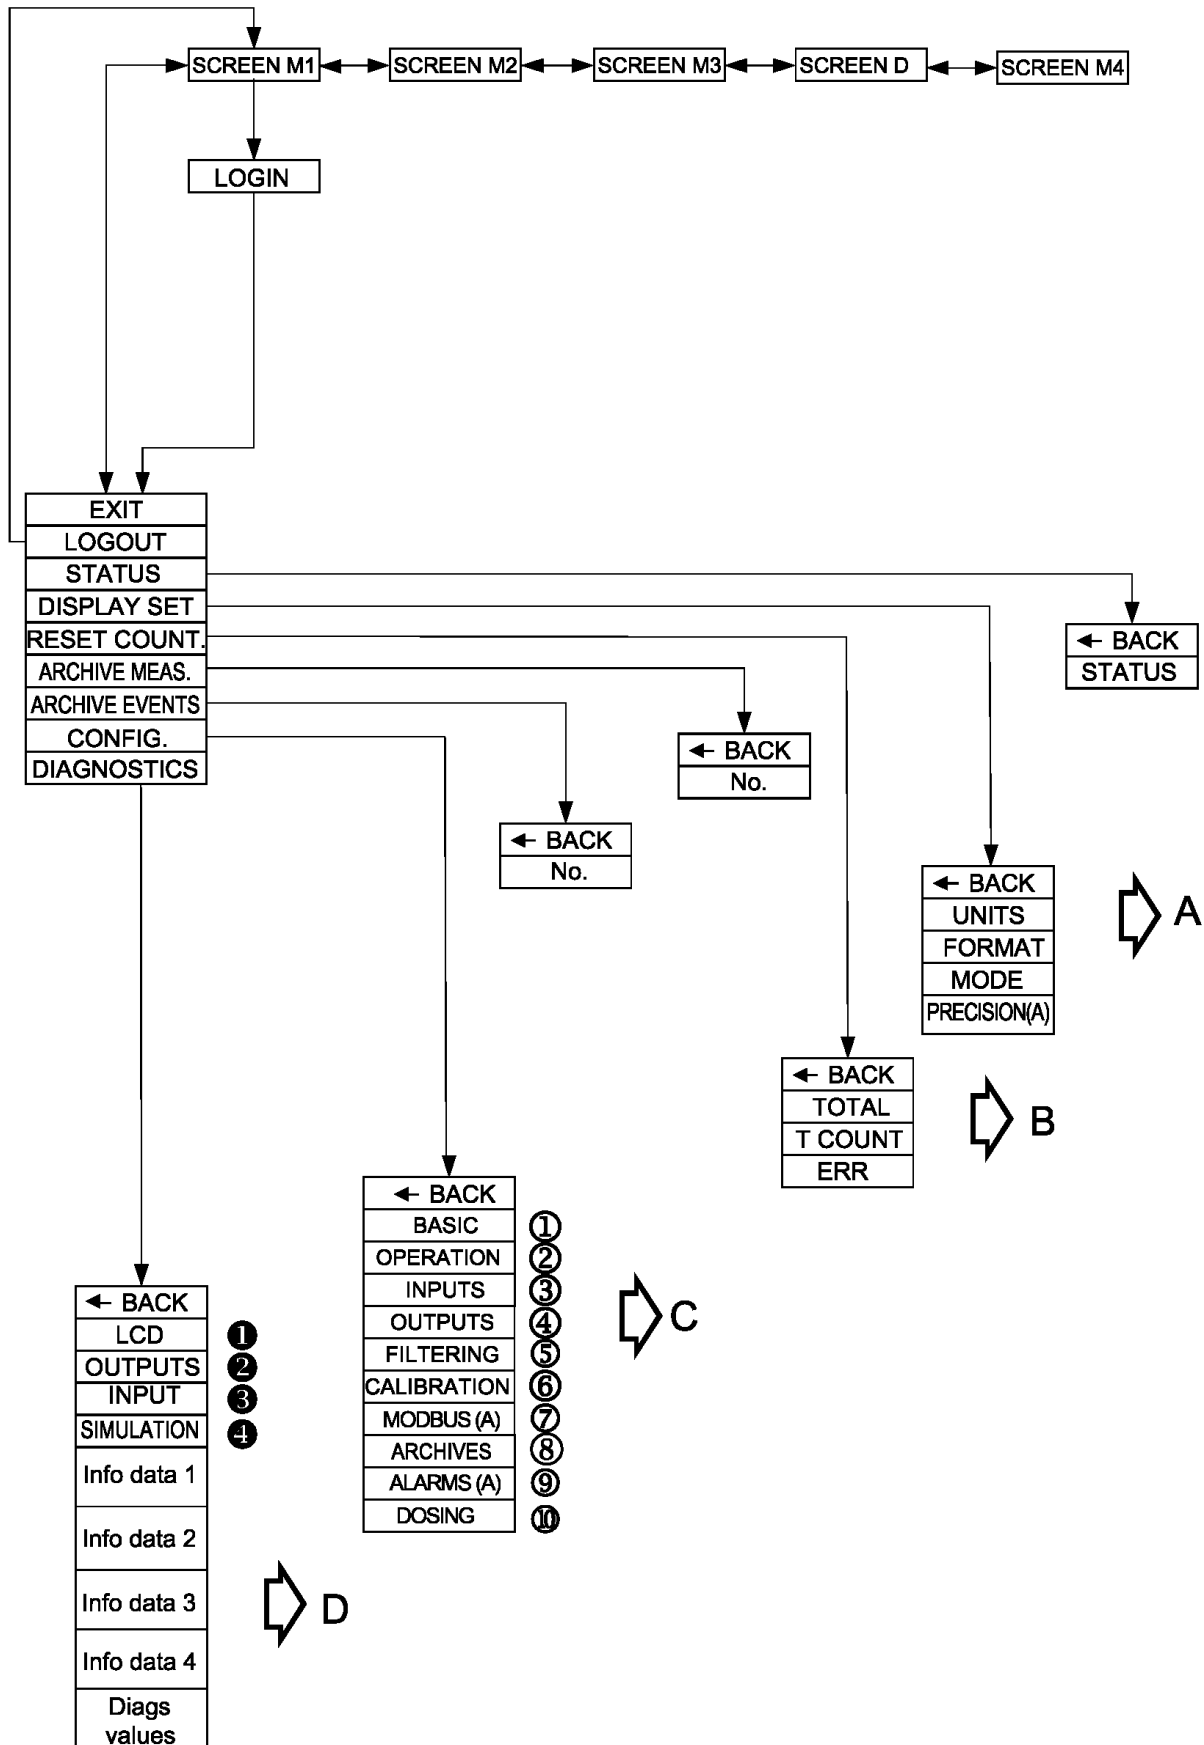 SCREEN M1
SCREEN M2
SCREEN M3
SCREEN D
SCREEN M4
LOGIN
EXIT
LOGOUT
STATUS
DISPLAY SET
RESET COUNT.
ARCHIVE MEAS.
ARCHIVE EVENTS
CONFIG.
DIAGNOSTICS
← BACK
STATUS
← BACK
No.
← BACK
No.
← BACK
UNITS
FORMAT
MODE
PRECISION(A)
A
← BACK
TOTAL
T COUNT
ERR
B
← BACK
BASIC ①
OPERATION ②
INPUTS ③
OUTPUTS ④
FILTERING ⑤
CALIBRATION ⑥
MODBUS (A) ⑦
ARCHIVES ⑧
ALARMS (A) ⑨
DOSING ⑩
C
← BACK
LCD ❶
OUTPUTS ❷
INPUT ❸
SIMULATION ❹
Info data 1
Info data 2
Info data 3
Info data 4
Diags
values
D